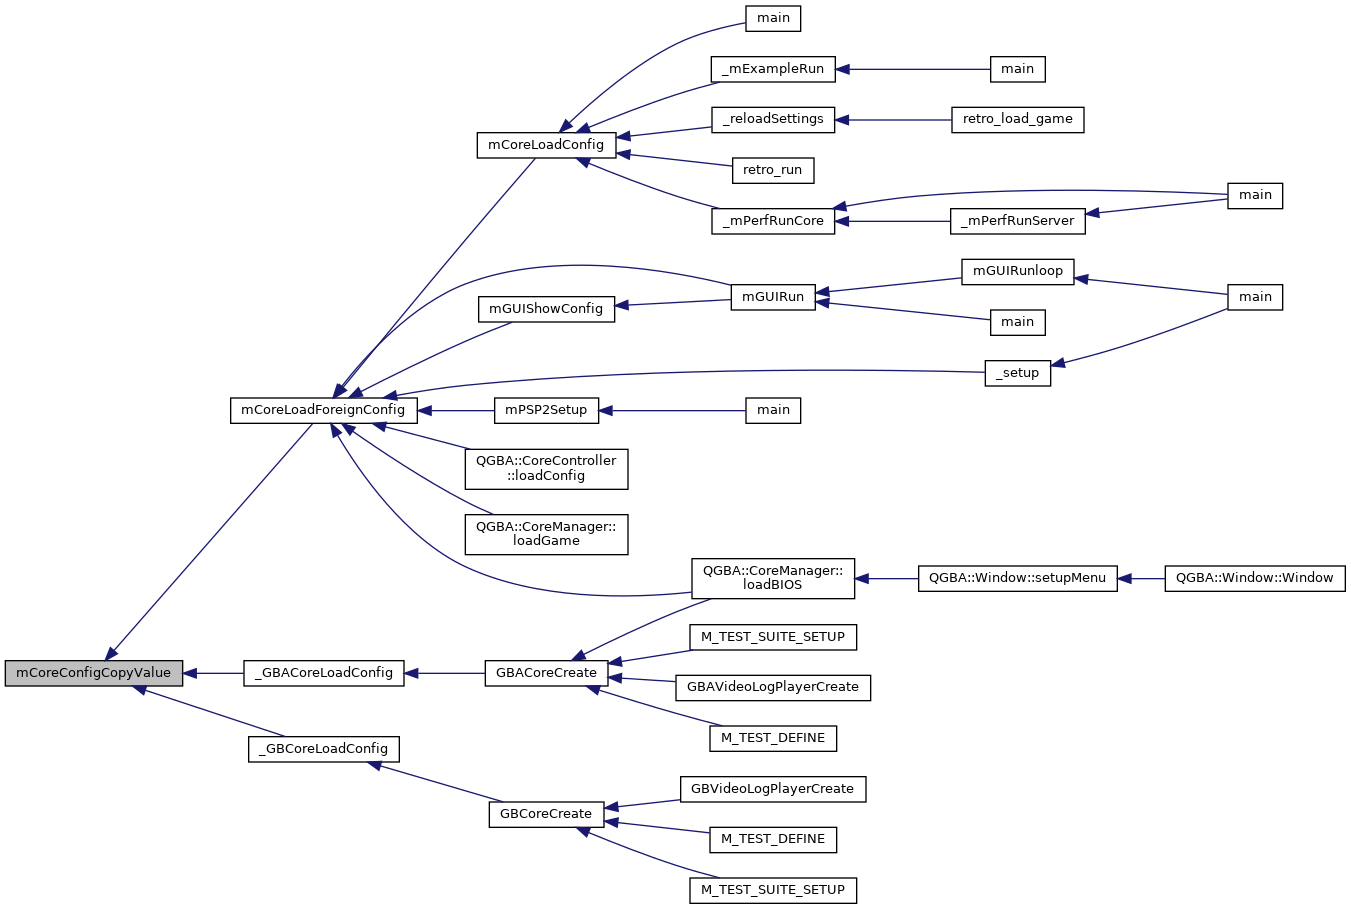 main
_mExampleRun
main
_reloadSettings
retro_load_game
mCoreLoadConfig
retro_run
main
_mPerfRunCore
_mPerfRunServer
mGUIRunloop
mGUIRun
main
mGUIShowConfig
main
_setup
mCoreLoadForeignConfig
mPSP2Setup
main
QGBA::CoreController
::loadConfig
QGBA::CoreManager::
loadGame
QGBA::CoreManager::
loadBIOS
QGBA::Window::setupMenu
QGBA::Window::Window
M_TEST_SUITE_SETUP
mCoreConfigCopyValue
_GBACoreLoadConfig
GBACoreCreate
GBAVideoLogPlayerCreate
M_TEST_DEFINE
_GBCoreLoadConfig
GBVideoLogPlayerCreate
GBCoreCreate
M_TEST_DEFINE
M_TEST_SUITE_SETUP